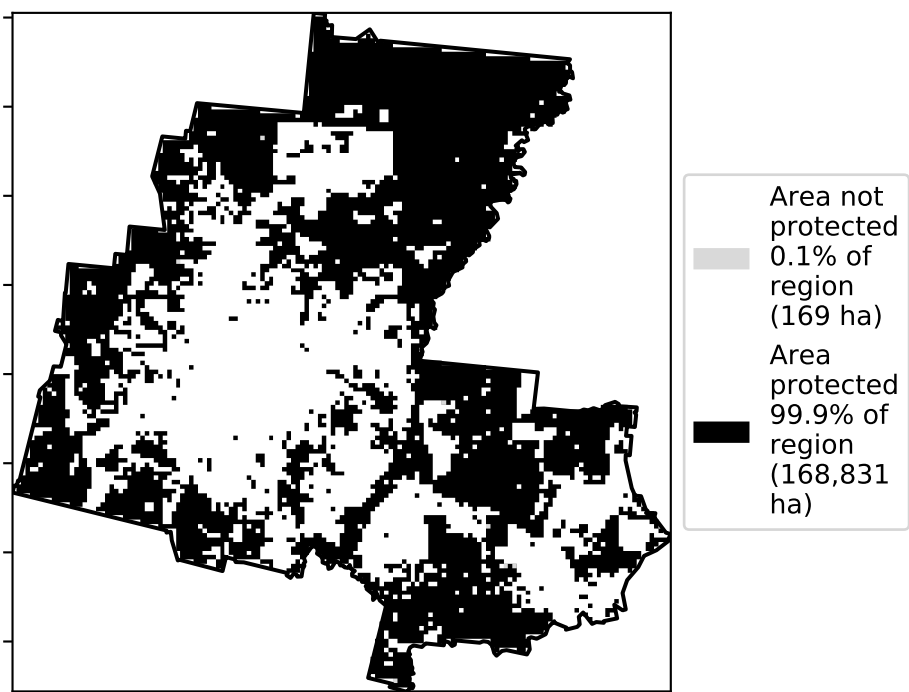 Area not
protected
0.1% of
region
(169 ha)
Area
protected
99.9% of
region
(168,831
ha)